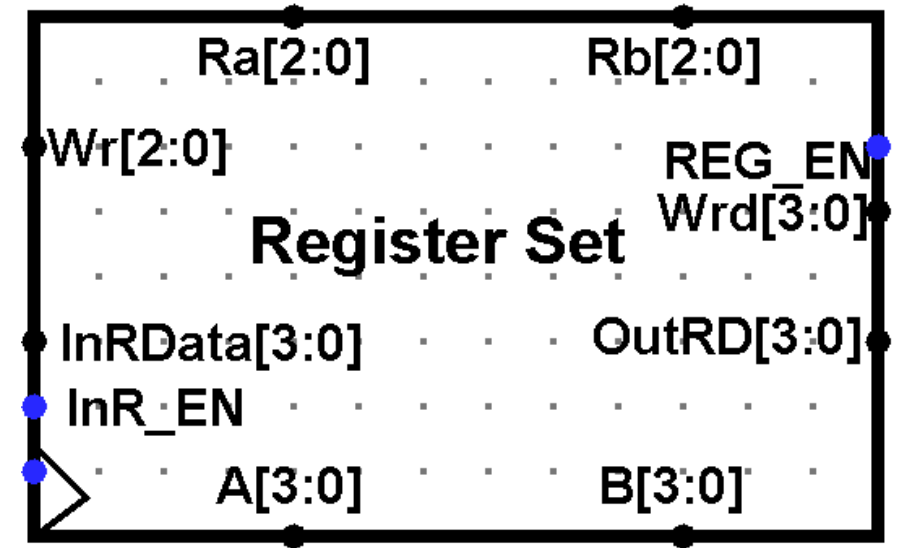 Ra[2:0] Rb[2:0]
Wr[2:0]
REG_EN
Wrd[3:0]
Register Set
InRData[3:0] OutRD[3:0]
InR_EN
A[3:0] B[3:0]